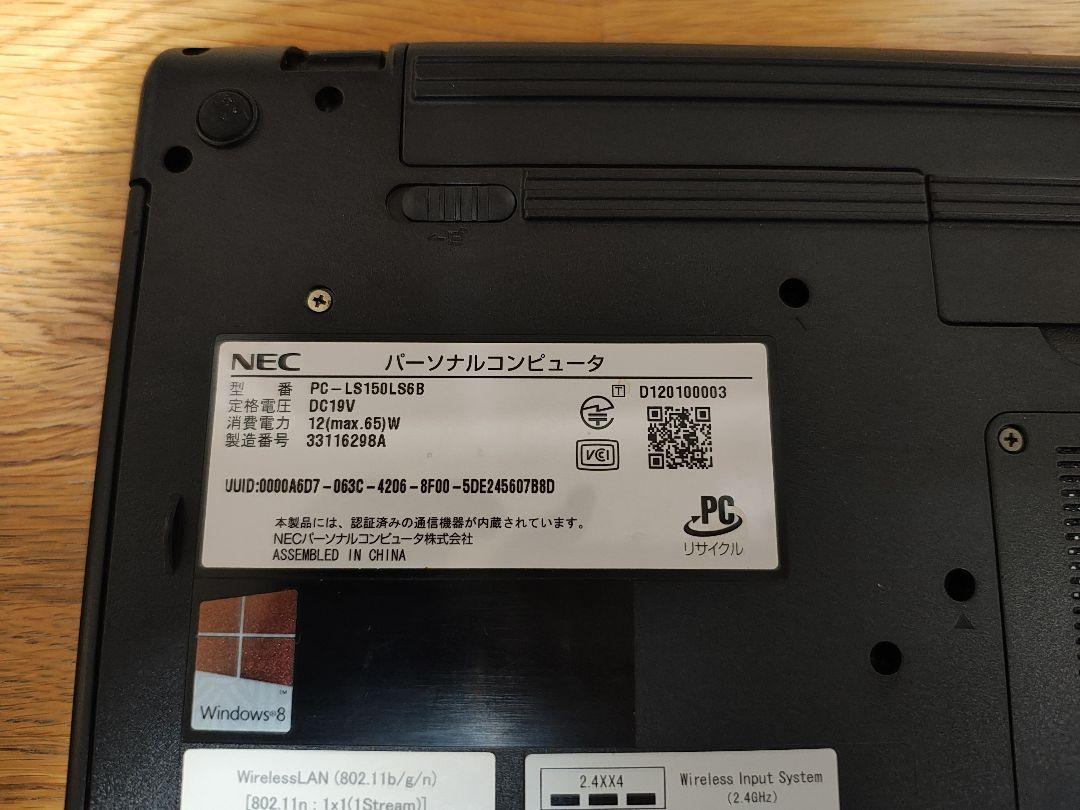 NEC パーソナルコンピュータ
型番 PC-LS150LS6B
T D120100003
定格電圧 DC19V
消費電力 12(max.65)W
製造番号 33116298A
VCI
UUID:0000A6D7-063C-4206-8F00-5DE245607B8D
PC
リサイクル
本製品には、認証済みの通信機器が内蔵されています。
NECパーソナルコンピュータ株式会社
ASSEMBLED IN CHINA
Windows®8
WirelessLAN (802.11b/g/n)
[802.11n : 1x1(1Stream)]
2.4XX4
Wireless Input System
(2.4GHz)